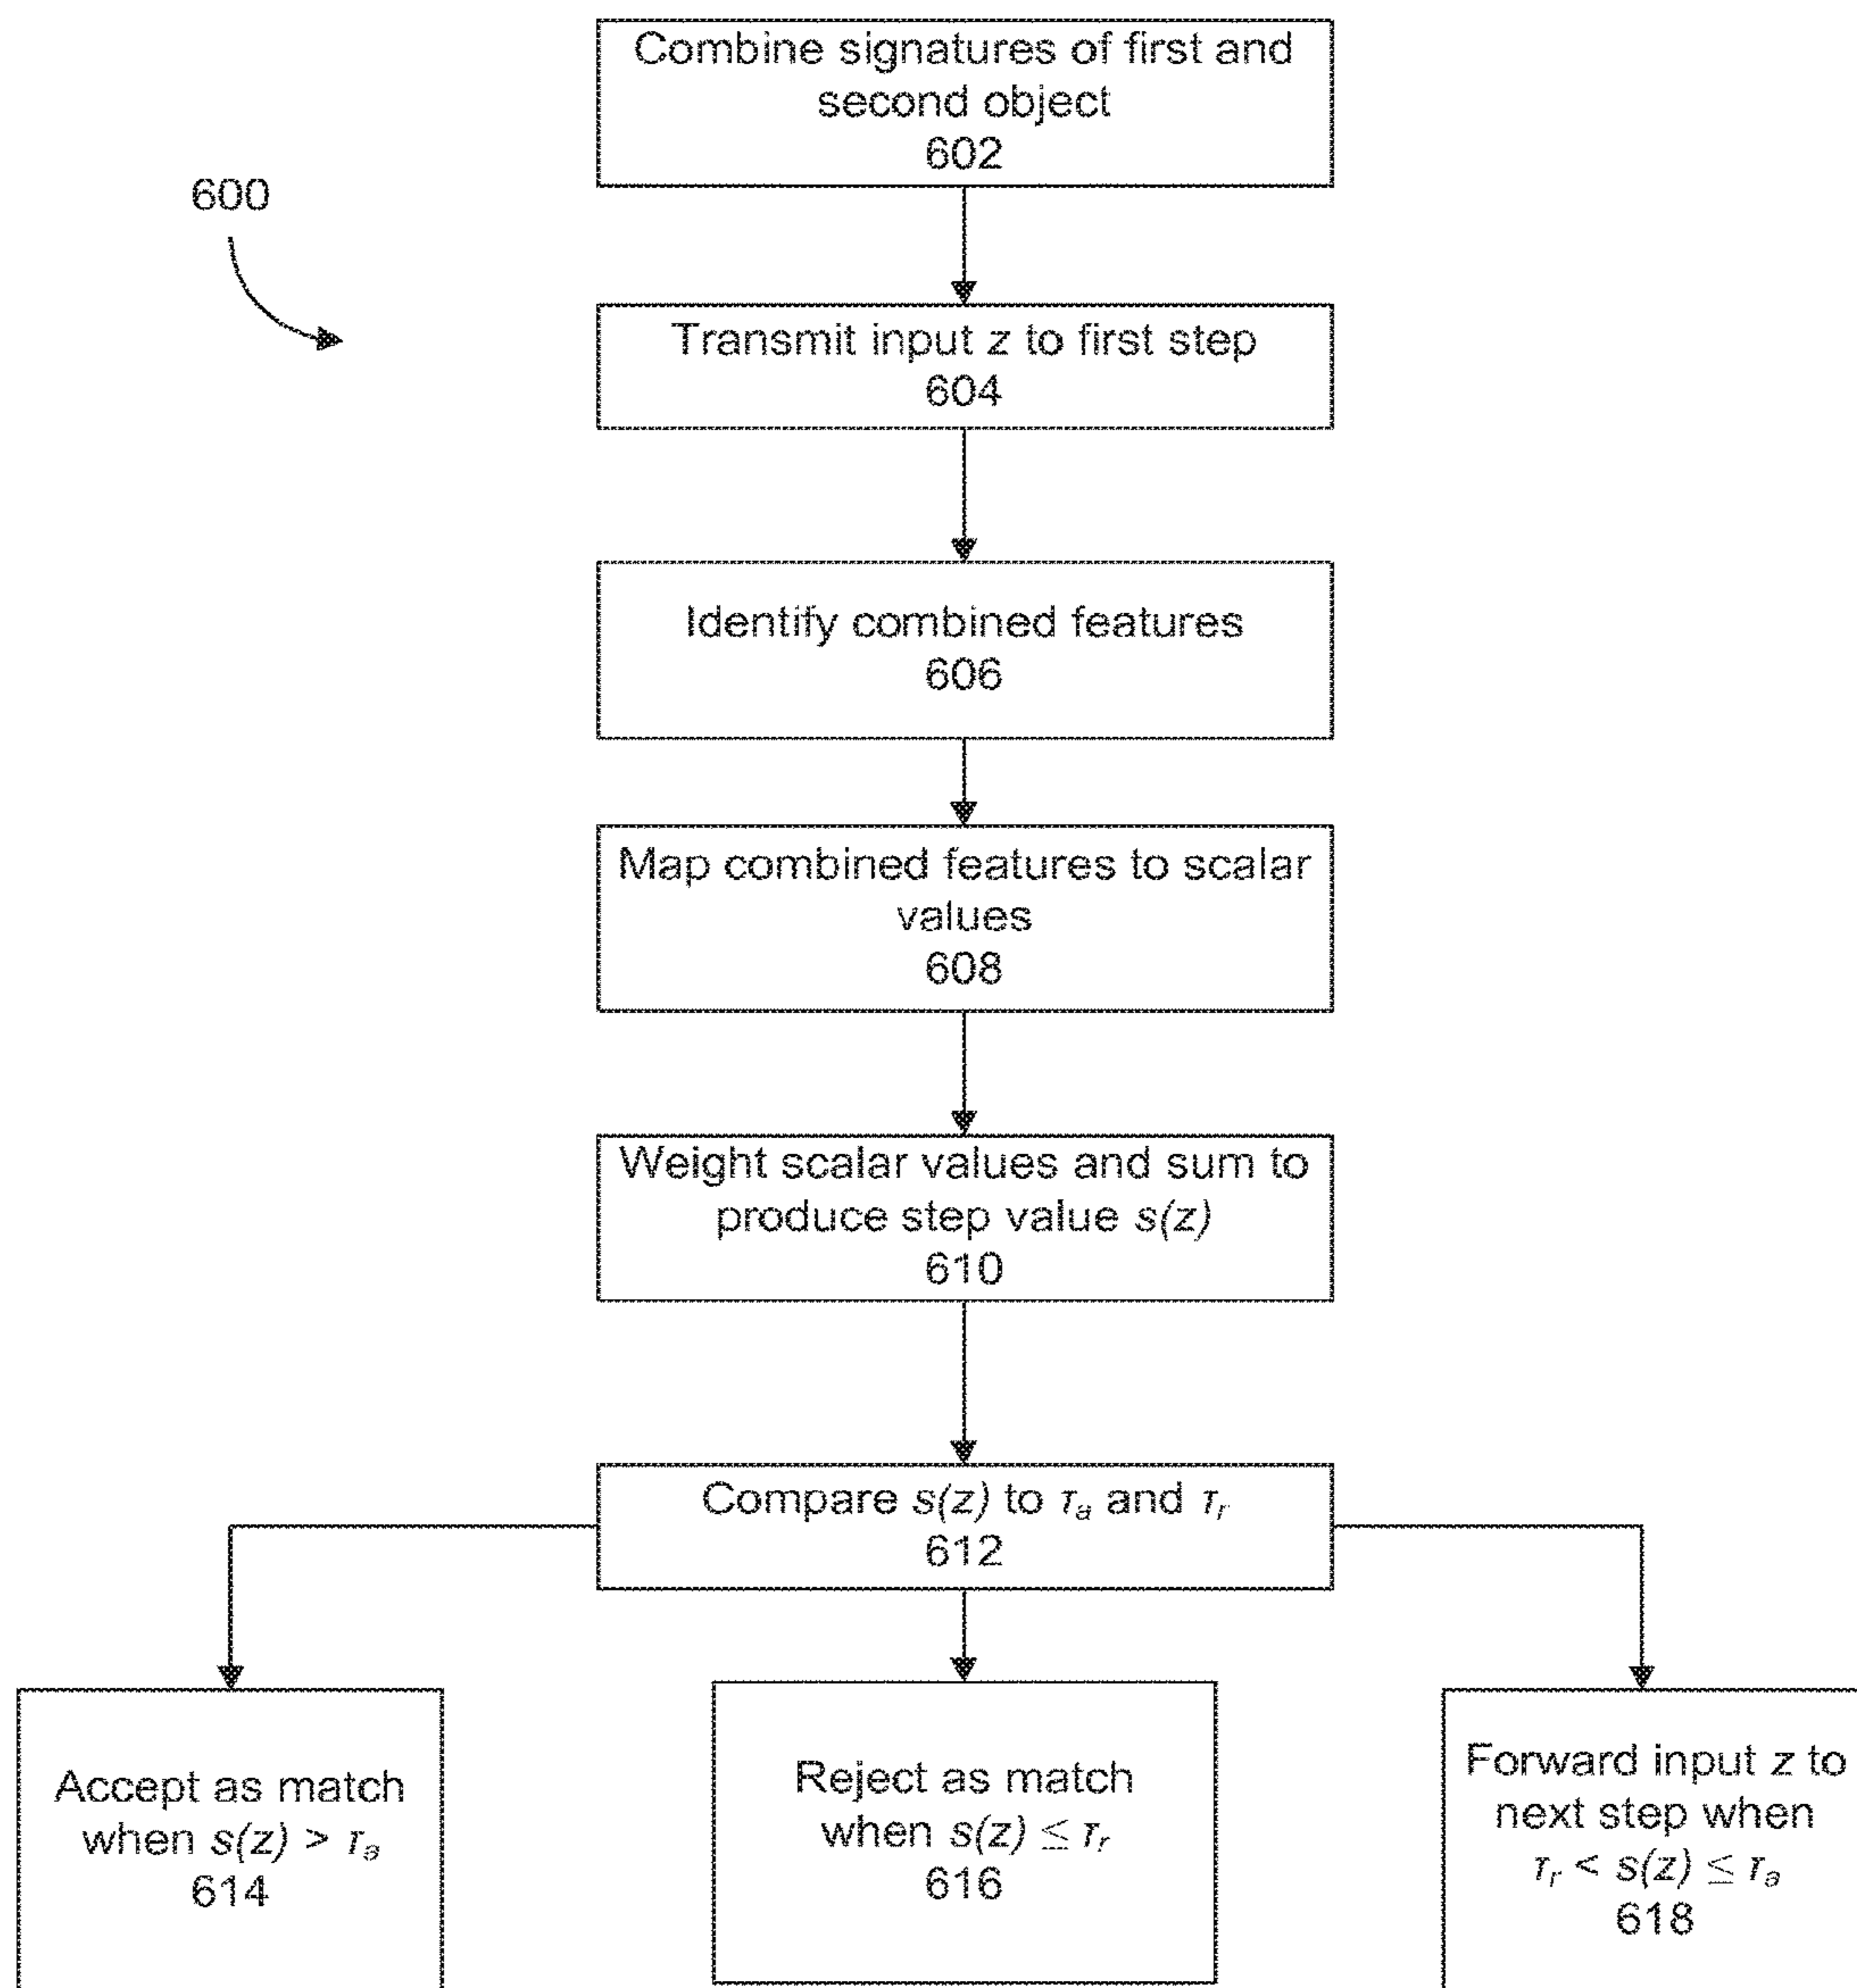 Combine signatures of first and
second object
602
600
Transmit input z to first step
604
Identify combined features
606
Map combined features to scalar
values
608
Weight scalar values and sum to
produce step value s(z)
610
Compare s(z) to τₐ and τᵣ
612
Accept as match
when s(z) > τₐ
614
Reject as match
when s(z) ≤ τᵣ
616
Forward input z to
next step when
τᵣ < s(z) ≤ τₐ
618